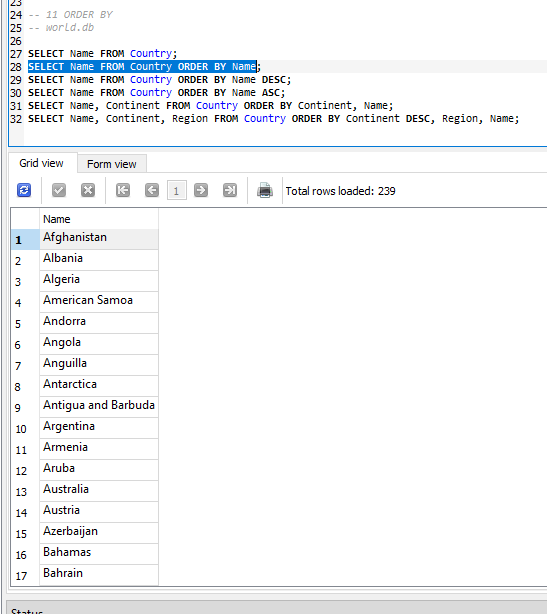 23
24 -- 11 ORDER BY
25 -- world.db
26
27 SELECT Name FROM Country;
28 SELECT Name FROM Country ORDER BY Name;
29 SELECT Name FROM Country ORDER BY Name DESC;
30 SELECT Name FROM Country ORDER BY Name ASC;
31 SELECT Name, Continent FROM Country ORDER BY Continent, Name;
32 SELECT Name, Continent, Region FROM Country ORDER BY Continent DESC, Region, Name;
Grid view Form view
1 Total rows loaded: 239
Name
1 Afghanistan
2 Albania
3 Algeria
4 American Samoa
5 Andorra
6 Angola
7 Anguilla
8 Antarctica
9 Antigua and Barbuda
10 Argentina
11 Armenia
12 Aruba
13 Australia
14 Austria
15 Azerbaijan
16 Bahamas
17 Bahrain
Status